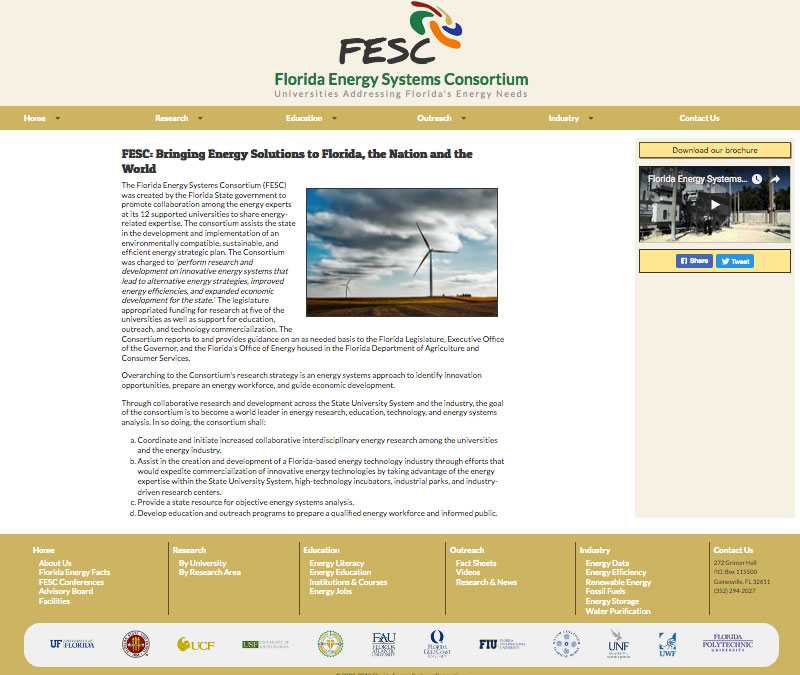 FESC
Florida Energy Systems Consortium
Universities Addressing Florida's Energy Needs
Home Research Education Outreach Industry Contact Us
FESC: Bringing Energy Solutions to Florida, the Nation and the
World
The Florida Energy Systems Consortium (FESC)
was created by the Florida State government to
promote collaboration among the energy experts
at its 12 supported universities to share energy-
related expertise. The consortium assists the state
in the development and implementation of an
environmentally compatible, sustainable, and
efficient energy strategic plan. The Consortium
was charged to 'perform research and
development on innovative energy systems that
lead to alternative energy strategies, improved
energy efficiencies, and expanded economic
development for the state.' The legislature
appropriated funding for research at five of the
universities as well as support for education,
outreach, and technology commercialization. The
Consortium reports to and provides guidance on an as needed basis to the Florida Legislature, Executive Office
of the Governor, and the Florida's Office of Energy housed in the Florida Department of Agriculture and
Consumer Services.
Overarching to the Consortium's research strategy is an energy systems approach to identify innovation
opportunities, prepare an energy workforce, and guide economic development.
Through collaborative research and development across the State University System and the industry, the goal
of the consortium is to become a world leader in energy research, education, technology, and energy systems
analysis. In so doing, the consortium shall:
a. Coordinate and initiate increased collaborative interdisciplinary energy research among the universities
and the energy industry.
b. Assist in the creation and development of a Florida-based energy technology industry through efforts that
would expedite commercialization of innovative energy technologies by taking advantage of the energy
expertise within the State University System, high-technology incubators, industrial parks, and industry-
driven research centers.
c. Provide a state resource for objective energy systems analysis.
d. Develop education and outreach programs to prepare a qualified energy workforce and informed public.
Download our brochure
Florida Energy Systems...
Share Tweet
Home
About Us
Florida Energy Facts
FESC Conferences
Advisory Board
Facilities
Research
By University
By Research Area
Education
Energy Literacy
Energy Education
Institutions & Courses
Energy Jobs
Outreach
Fact Sheets
Videos
Research & News
Industry
Energy Data
Energy Efficiency
Renewable Energy
Fossil Fuels
Energy Storage
Water Purification
Contact Us
272 Grinter Hall
P.O. Box 115500
Gainesville, FL 32611
(352) 294-2027
UF UNIVERSITY of FLORIDA
UCF
USF UNIVERSITY OF SOUTH FLORIDA
FAU
FLORIDA
ATLANTIC
UNIVERSITY
FLORIDA
GULF COAST
UNIVERSITY
FIU FLORIDA INTERNATIONAL UNIVERSITY
UNF
UWF
FLORIDA
POLYTECHNIC
UNIVERSITY